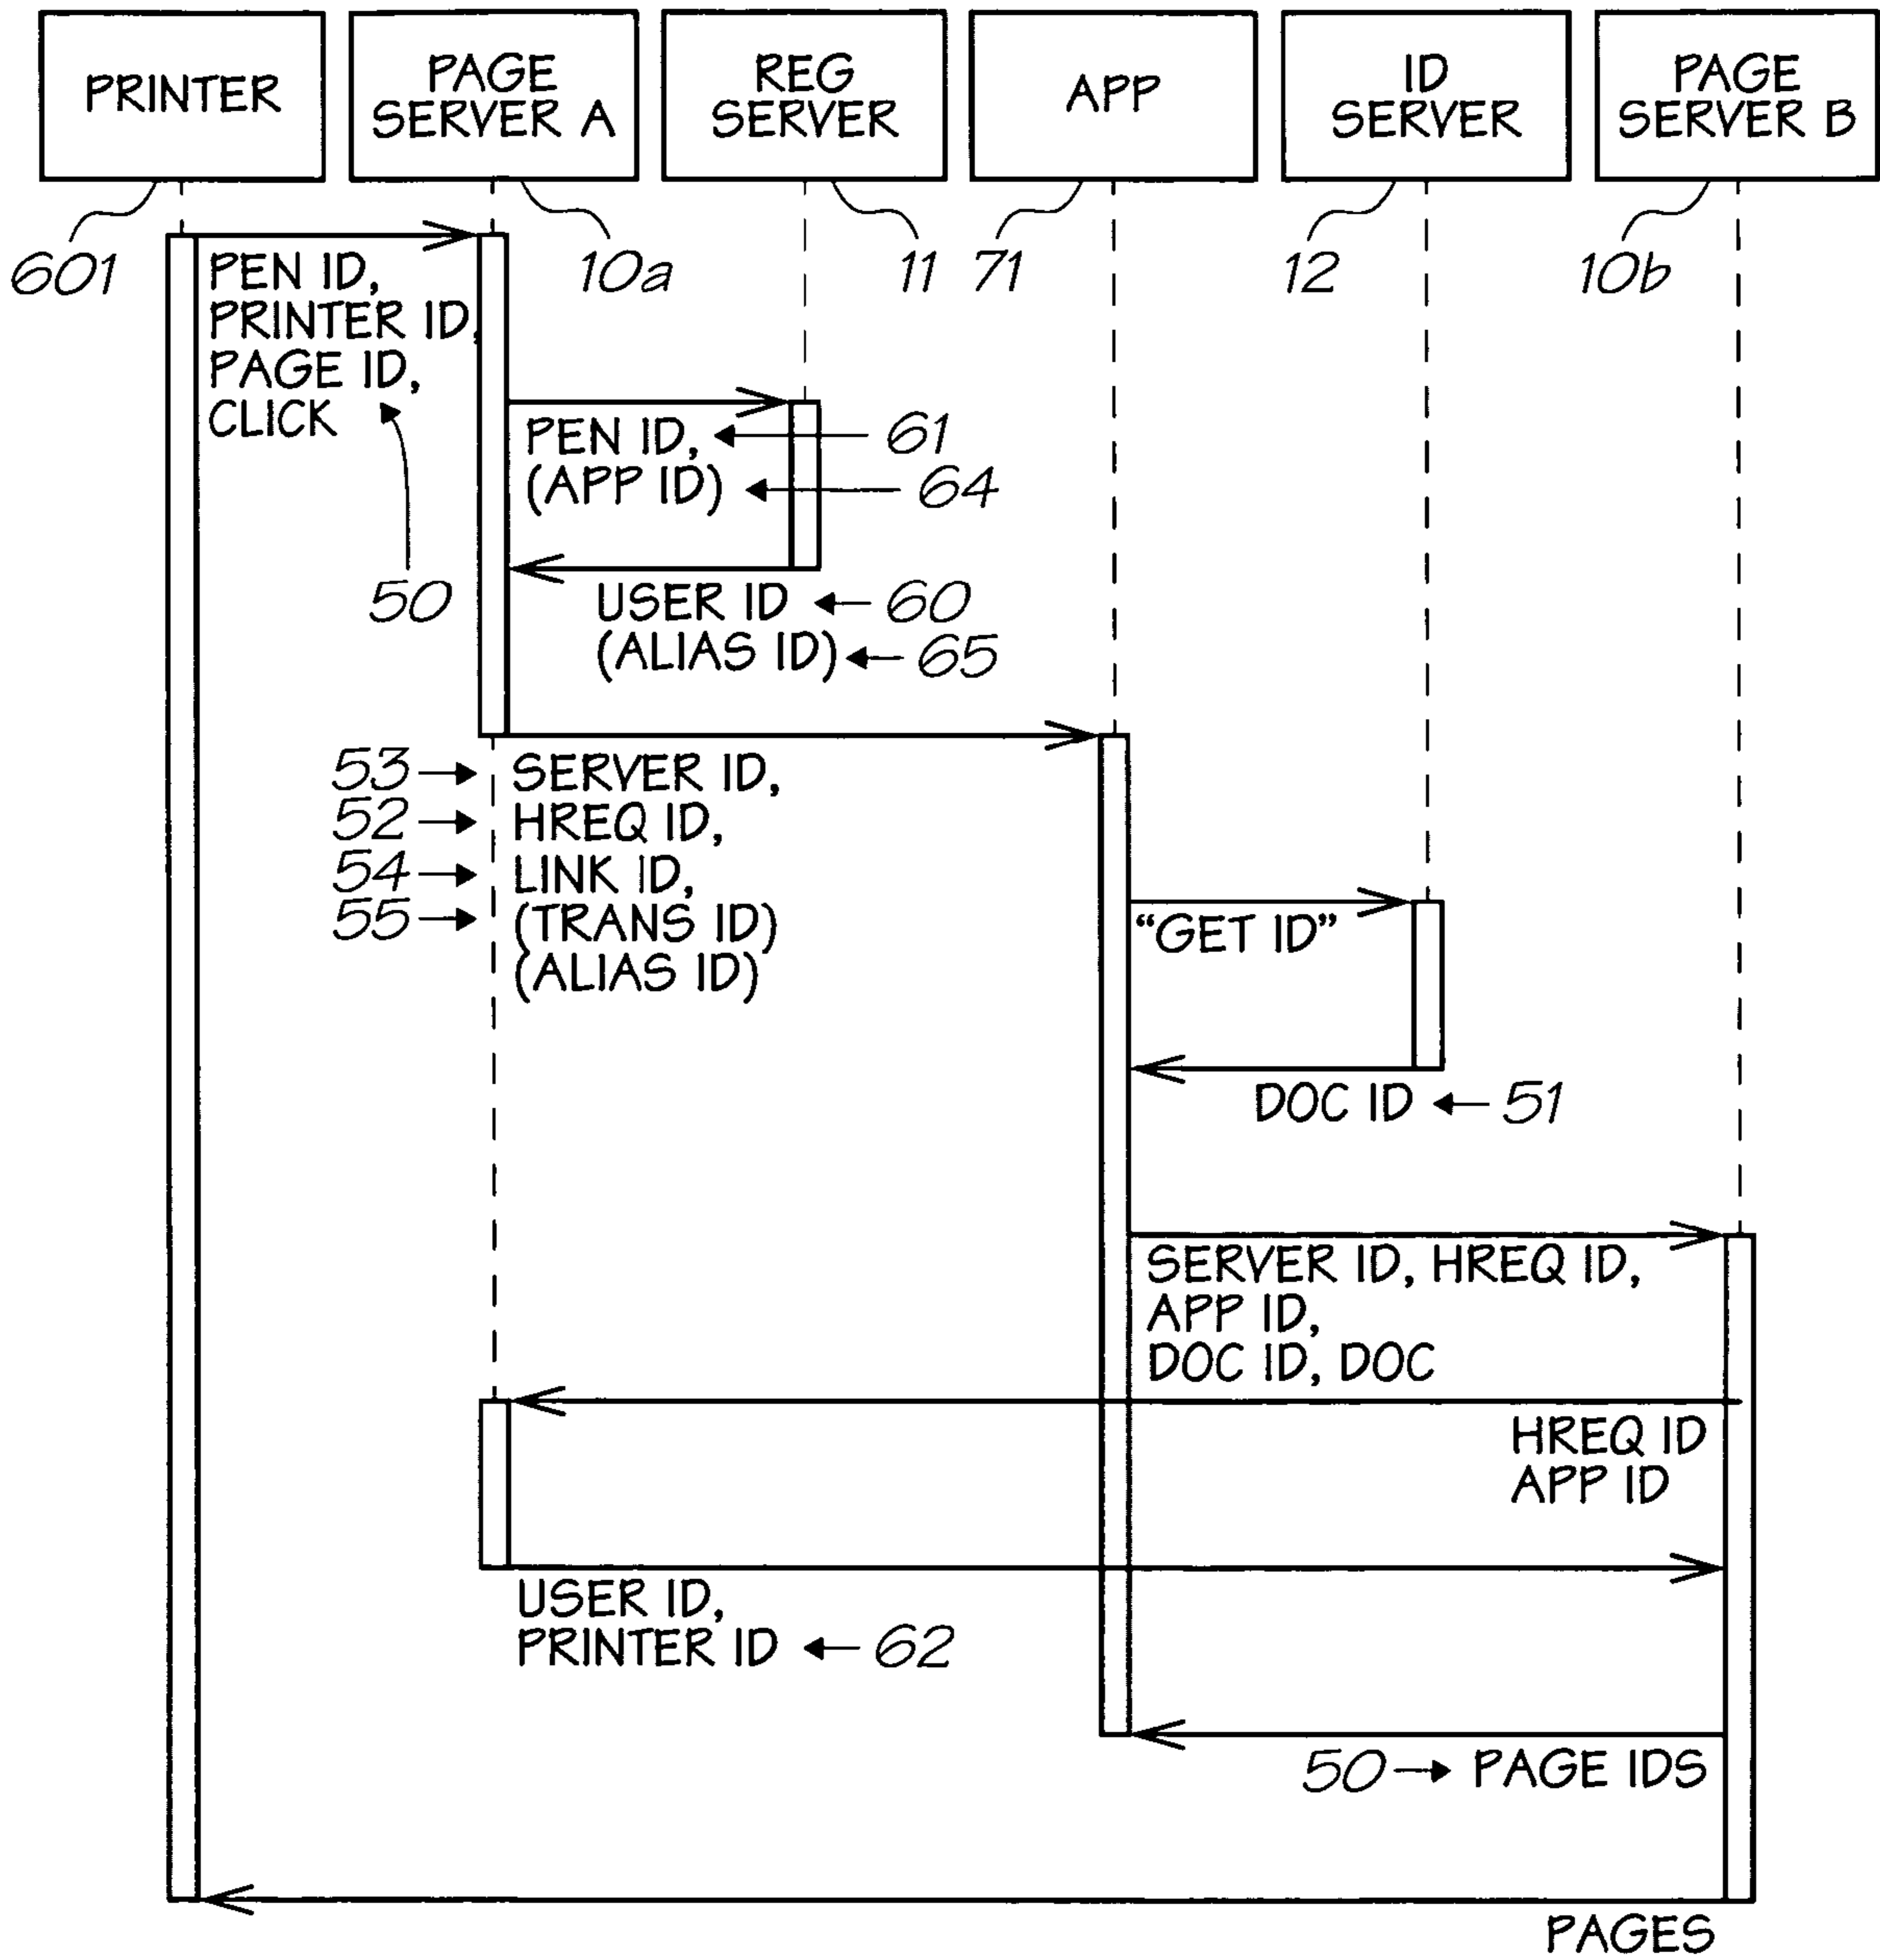 PRINTER
PAGE
SERVER A
REG
SERVER
APP
ID
SERVER
PAGE
SERVER B
601
10a
11
71
12
10b
PEN ID,
PRINTER ID,
PAGE ID,
CLICK
50
PEN ID,
61
(APP ID)
64
USER ID
60
(ALIAS ID)
65
53
SERVER ID,
52
HREQ ID,
54
LINK ID,
55
(TRANS ID)
(ALIAS ID)
“GET ID”
DOC ID
51
SERVER ID, HREQ ID,
APP ID,
DOC ID, DOC
HREQ ID
APP ID
USER ID,
PRINTER ID
62
50
PAGE IDS
PAGES